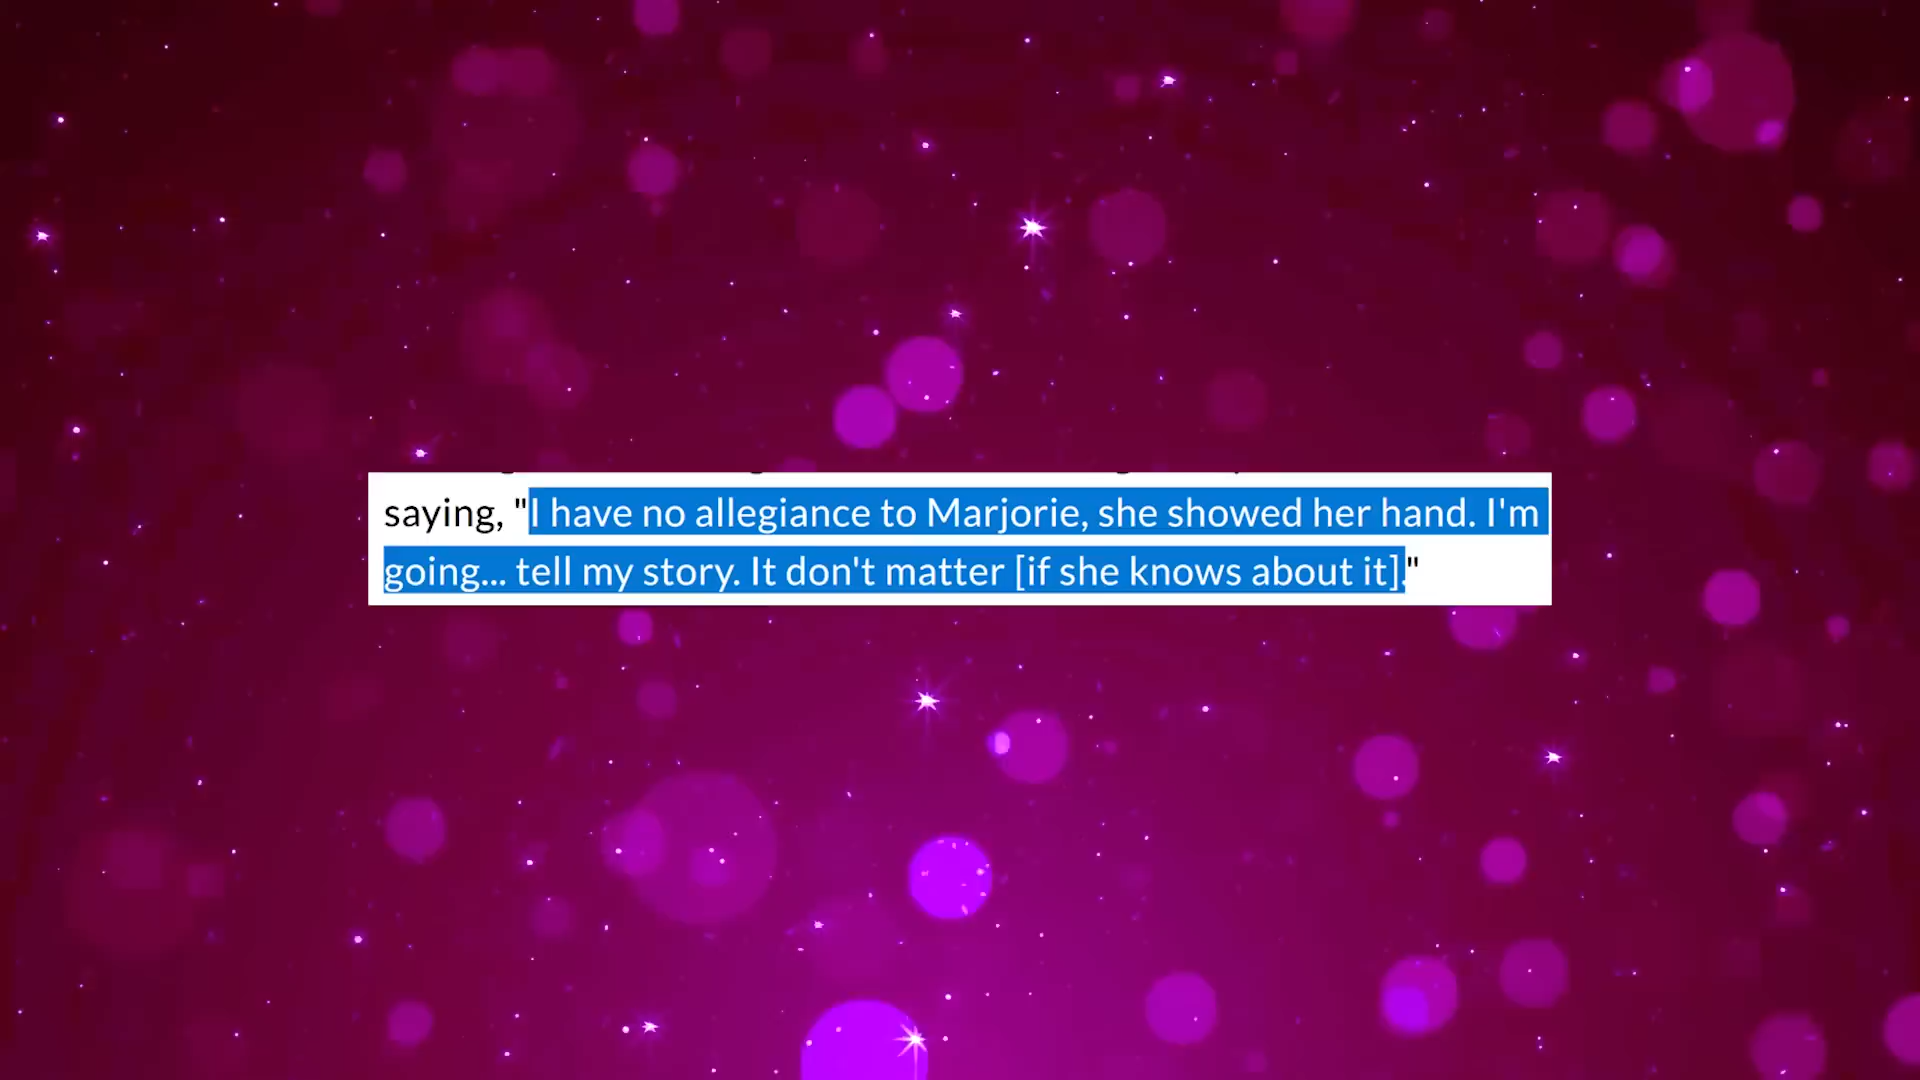 saying, "I have no allegiance to Marjorie, she showed her hand. I'm
going... tell my story. It don't matter [if she knows about it]."